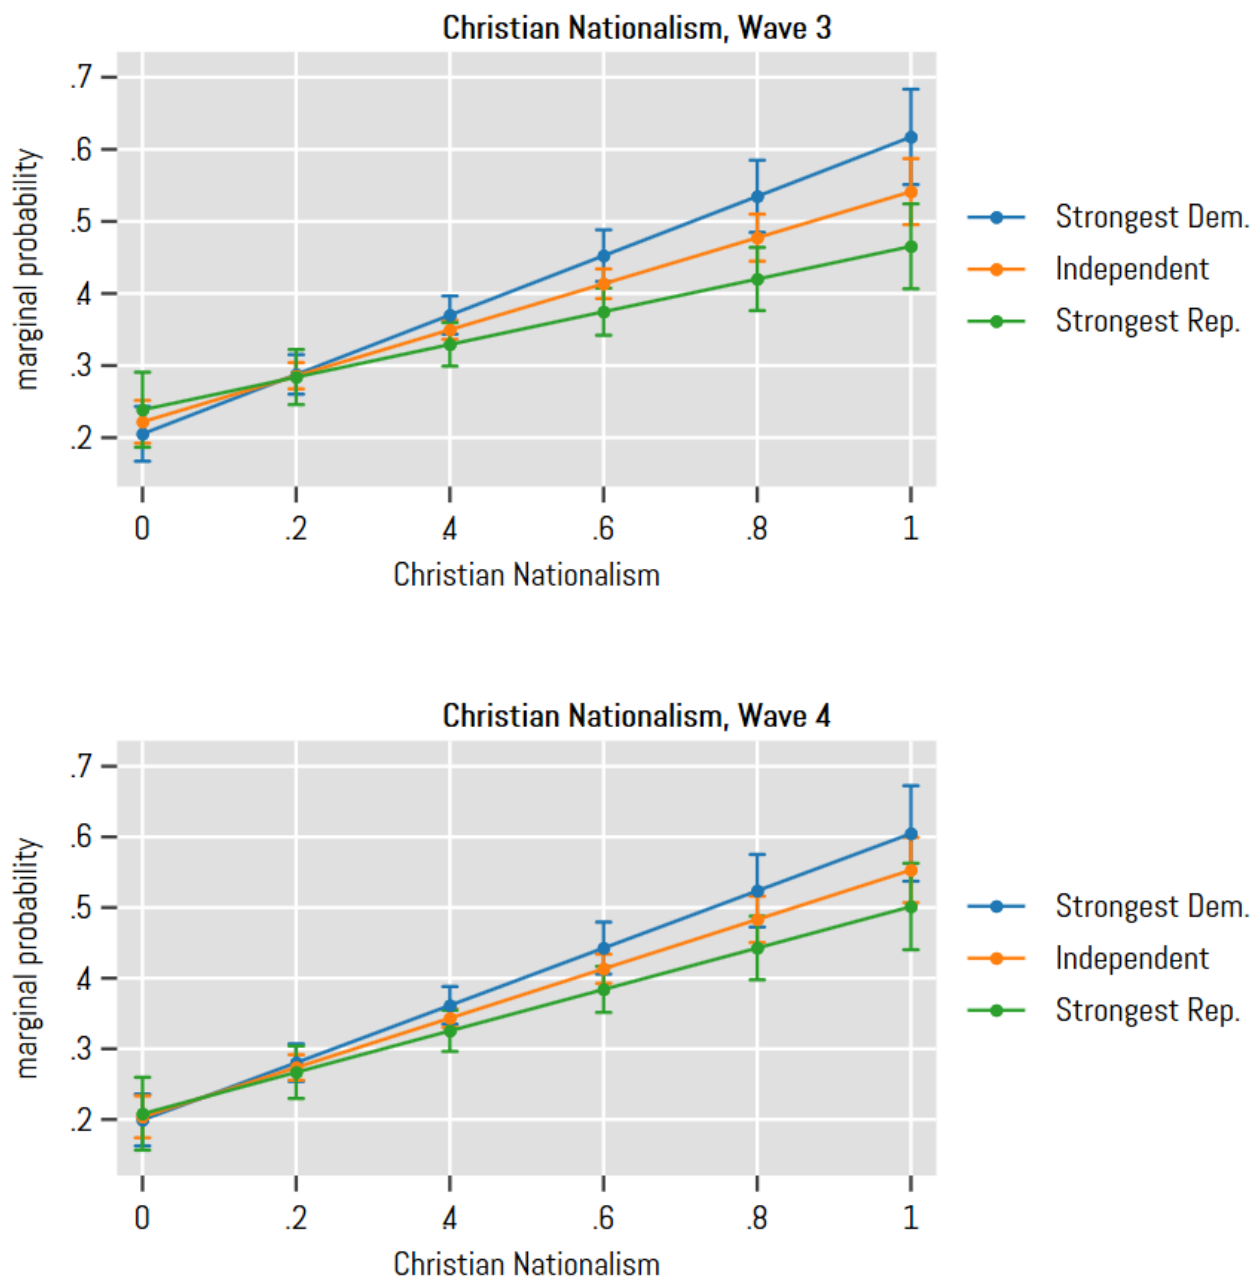 Christian Nationalism, Wave 3
marginal probability
.7
.6
.5
.4
.3
.2
0 .2 .4 .6 .8 1
Christian Nationalism
Strongest Dem.
Independent
Strongest Rep.
Christian Nationalism, Wave 4
marginal probability
.7
.6
.5
.4
.3
.2
0 .2 .4 .6 .8 1
Christian Nationalism
Strongest Dem.
Independent
Strongest Rep.